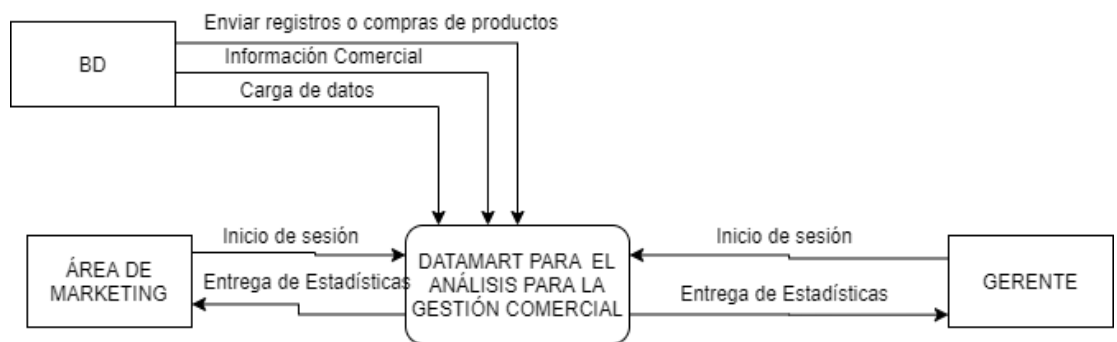 Enviar registros o compras de productos
BD
Información Comercial
Carga de datos
Inicio de sesión
Inicio de sesión
ÁREA DE
MARKETING
DATAMART PARA EL
ANÁLISIS PARA LA
GESTIÓN COMERCIAL
GERENTE
Entrega de Estadísticas
Entrega de Estadísticas